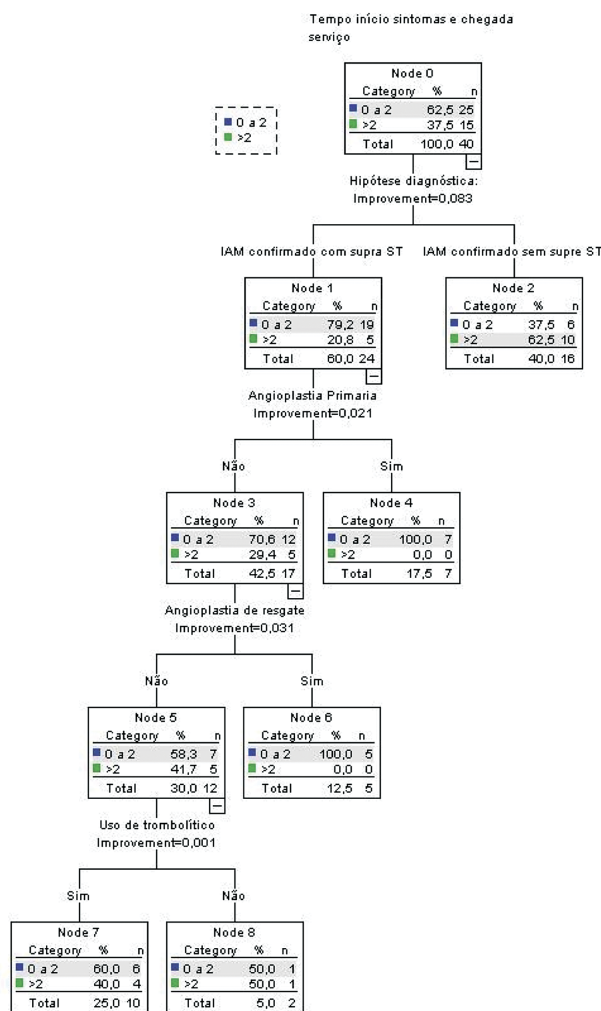 Tempo início sintomas e chegada
serviço
0 a 2
>2
Node 0
Category % n
0 a 2 62,5 25
>2 37,5 15
Total 100,0 40
Hipótese diagnóstica:
Improvement=0,083
IAM confirmado com supra ST
IAM confirmado sem supre ST
Node 1
Category % n
0 a 2 79,2 19
>2 20,8 5
Total 60,0 24
Node 2
Category % n
0 a 2 37,5 6
>2 62,5 10
Total 40,0 16
Angioplastia Primaria
Improvement=0,021
Não
Sim
Node 3
Category % n
0 a 2 70,6 12
>2 29,4 5
Total 42,5 17
Node 4
Category % n
0 a 2 100,0 7
>2 0,0 0
Total 17,5 7
Angioplastia de resgate
Improvement=0,031
Não
Sim
Node 5
Category % n
0 a 2 58,3 7
>2 41,7 5
Total 30,0 12
Node 6
Category % n
0 a 2 100,0 5
>2 0,0 0
Total 12,5 5
Uso de trombolítico
Improvement=0,001
Sim
Não
Node 7
Category % n
0 a 2 60,0 6
>2 40,0 4
Total 25,0 10
Node 8
Category % n
0 a 2 50,0 1
>2 50,0 1
Total 5,0 2